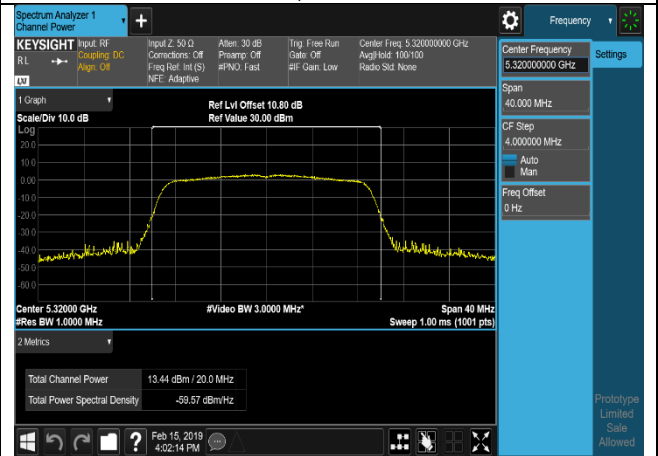 Spectrum Analyzer 1
Channel Power
Frequency
KEYSIGHT
R L
LXI
Input: RF
Coupling: DC
Align: Off
Input Z: 50 Ω
Corrections: Off
Freq Ref: Int (S)
NFE: Adaptive
Atten: 30 dB
Preamp: Off
#PNO: Fast
Trig: Free Run
Gate: Off
#IF Gain: Low
Center Freq: 5.320000000 GHz
Avg|Hold: 100/100
Radio Std: None
Center Frequency
5.320000000 GHz
Settings
Span
40.000 MHz
CF Step
4.000000 MHz
Auto
Man
Freq Offset
0 Hz
1 Graph
Scale/Div 10.0 dB
Ref Lvl Offset 10.80 dB
Ref Value 30.00 dBm
Log
20.0
10.0
0.00
-10.0
-20.0
-30.0
-40.0
-50.0
-60.0
Center 5.32000 GHz
#Video BW 3.0000 MHz*
Span 40 MHz
#Res BW 1.0000 MHz
Sweep 1.00 ms (1001 pts)
2 Metrics
Total Channel Power 13.44 dBm / 20.0 MHz
Total Power Spectral Density -59.57 dBm/Hz
Prototype
Limited
Sale
Allowed
?
Feb 15, 2019
4:02:14 PM